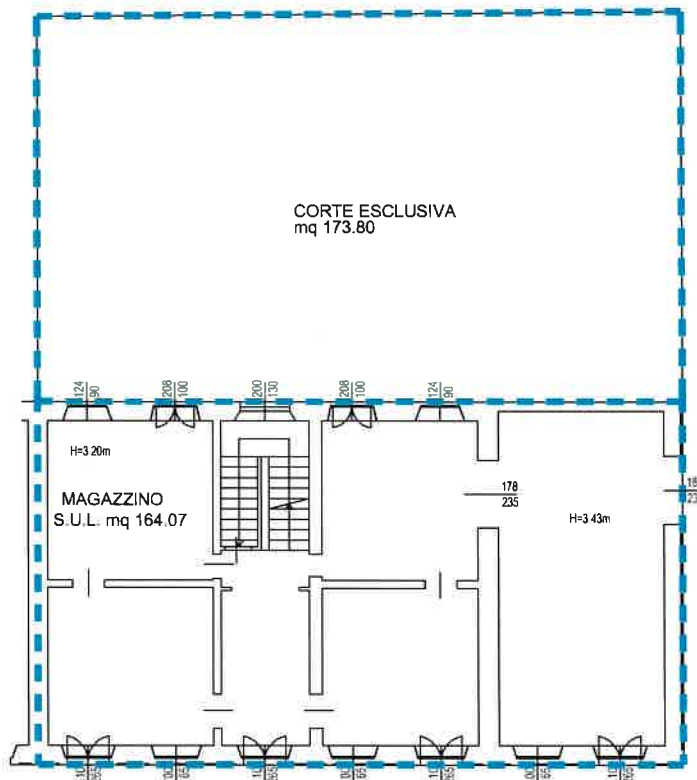 CORTE ESCLUSIVA
mq 173.80
124
90
208
100
200
130
208
100
124
90
H=3.20m
MAGAZZINO
S.U.L. mq 164.07
178
235
H=3.43m